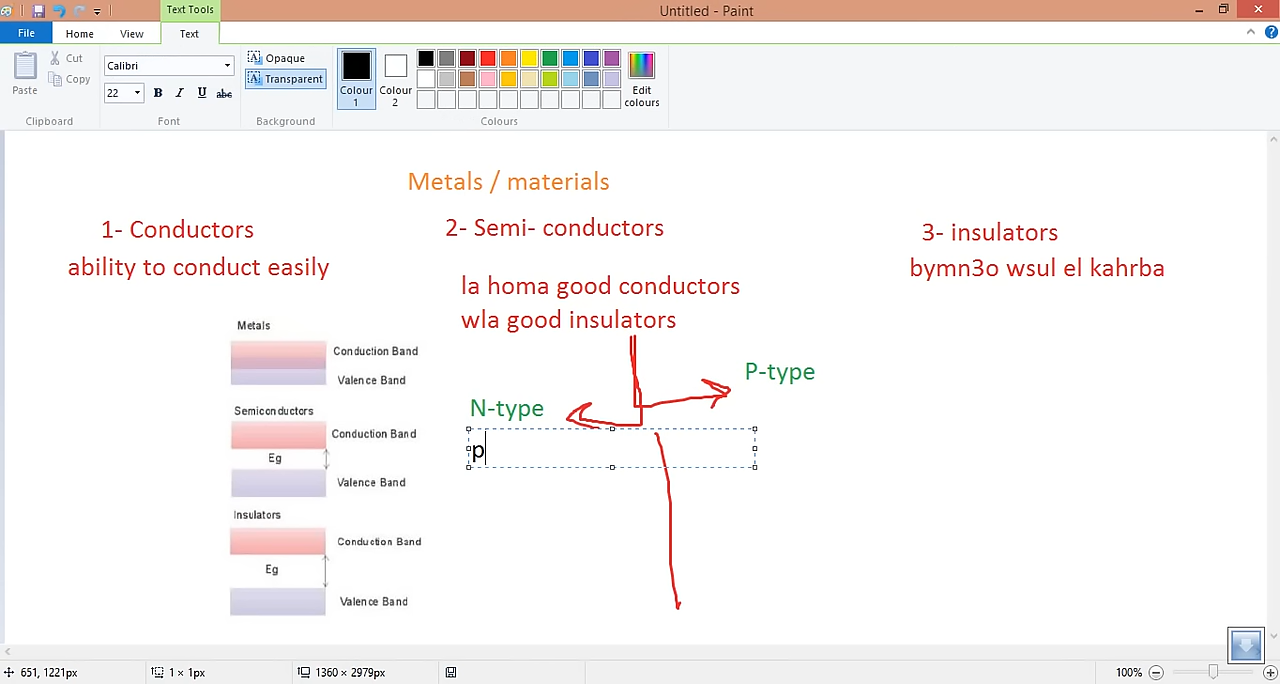 Text Tools
Untitled - Paint
File
Home
View
Text
Paste
Cut
Copy
Clipboard
Calibri
22
B I U abc
Font
Opaque
Transparent
Background
Colour 1
Colour 2
Edit colours
Colours
Metals / materials
1- Conductors
ability to conduct easily
2- Semi- conductors
la homa good conductors
wla good insulators
3- insulators
bymn3o wsul el kahrba
P-type
N-type
p
Metals
Conduction Band
Valence Band
Semiconductors
Conduction Band
Eg
Valence Band
Insulators
Conduction Band
Eg
Valence Band
651, 1221px
1 × 1px
1360 × 2979px
100%